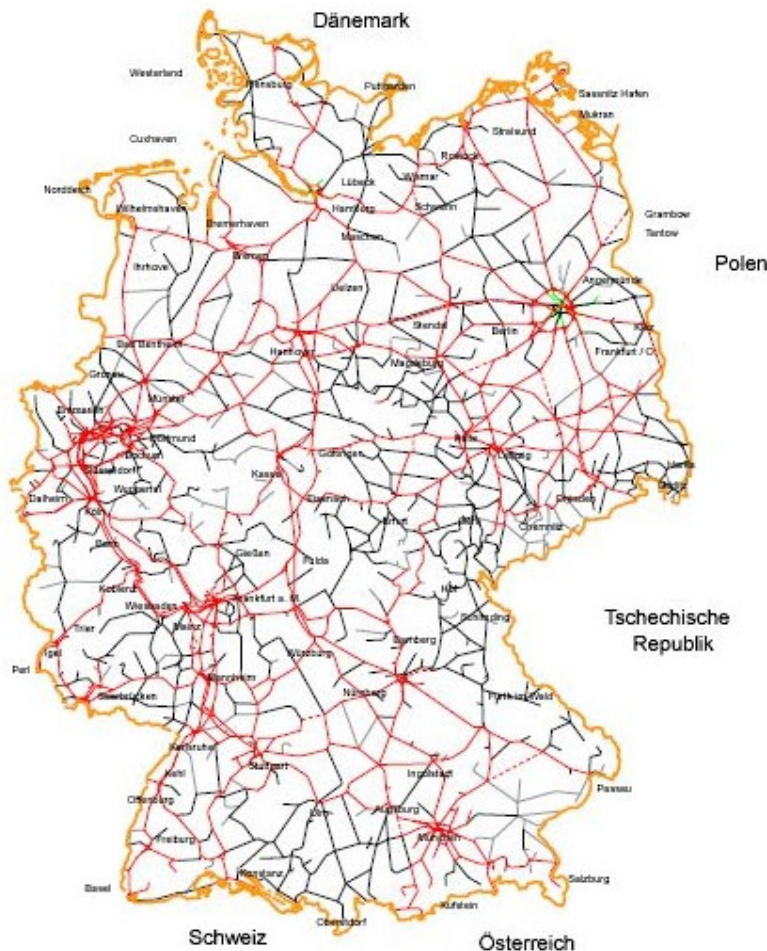 Dänemark
Westerland
Flensburg
Puttgarden
Sassnitz Hafen
Mukran
Stralsund
Cuxhaven
Rostock
Norddeich
Lübeck
Wismar
Wilhelmshaven
Hamburg
Schwerin
Grambow
Bremerhaven
Tantow
Maschen
Bremen
Polen
Ihrhove
Angermünde
Uelzen
Stendal
Berlin
Bad Bentheim
Hannover
Frankfurt / O.
Magdeburg
Gronau
Münster
Emmerich
Dortmund
Halle
Bochum
Leipzig
Düsseldorf
Göttingen
Kassel
Horka
Wuppertal
Dalheim
Eisenach
Dresden
Köln
Erfurt
Chemnitz
Bonn
Gießen
Fulda
Koblenz
Hof
Wiesbaden
Frankfurt a. M.
Schirnding
Tschechische
Republik
Mainz
Trier
Bamberg
Igel
Würzburg
Perl
Mannheim
Nürnberg
Saarbrücken
Furth im Wald
Karlsruhe
Stuttgart
Kehl
Ingolstadt
Passau
Offenburg
Augsburg
Ulm
München
Freiburg
Konstanz
Salzburg
Basel
Kufstein
Oberstdorf
Schweiz
Österreich